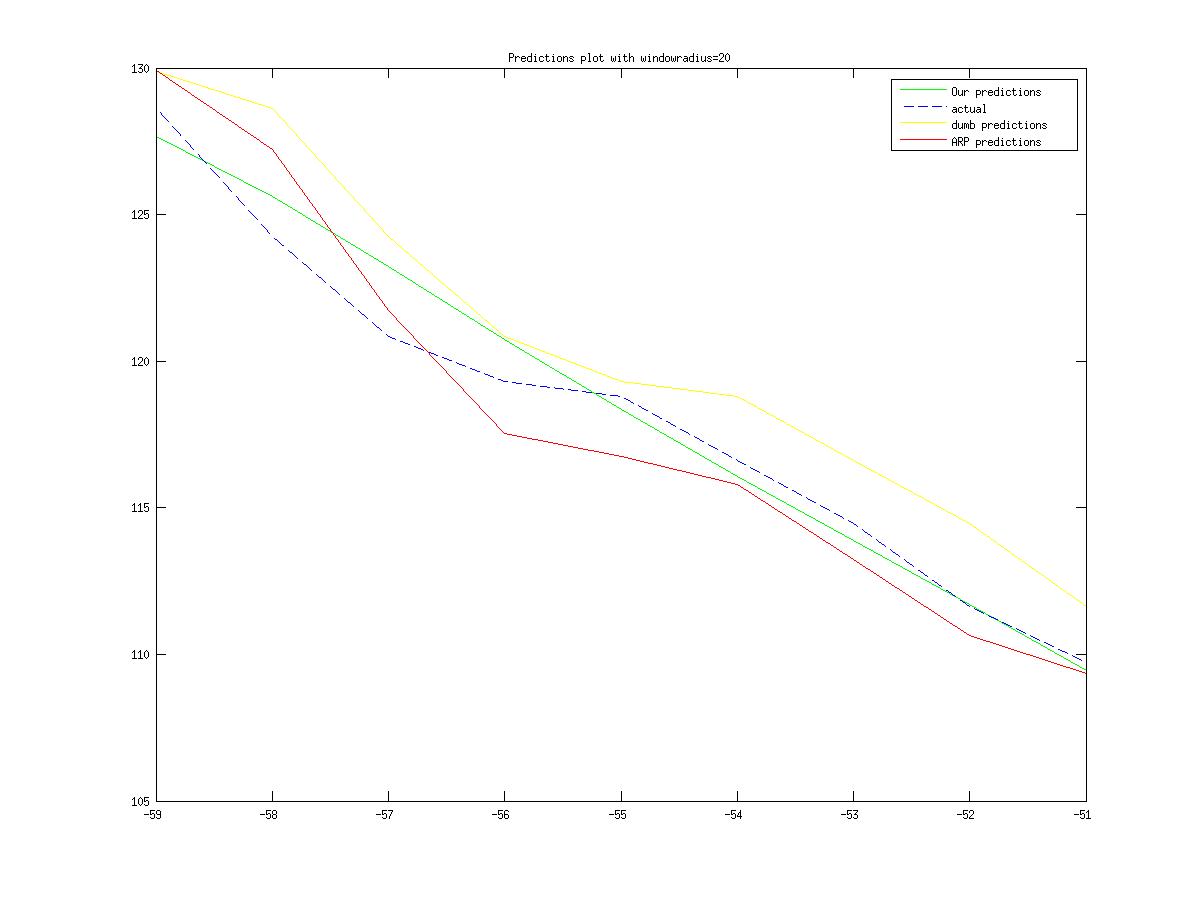 Predictions plot with windowradius=20
130
125
120
115
110
105
-59 -58 -57 -56 -55 -54 -53 -52 -51
Our predictions
actual
dumb predictions
ARP predictions